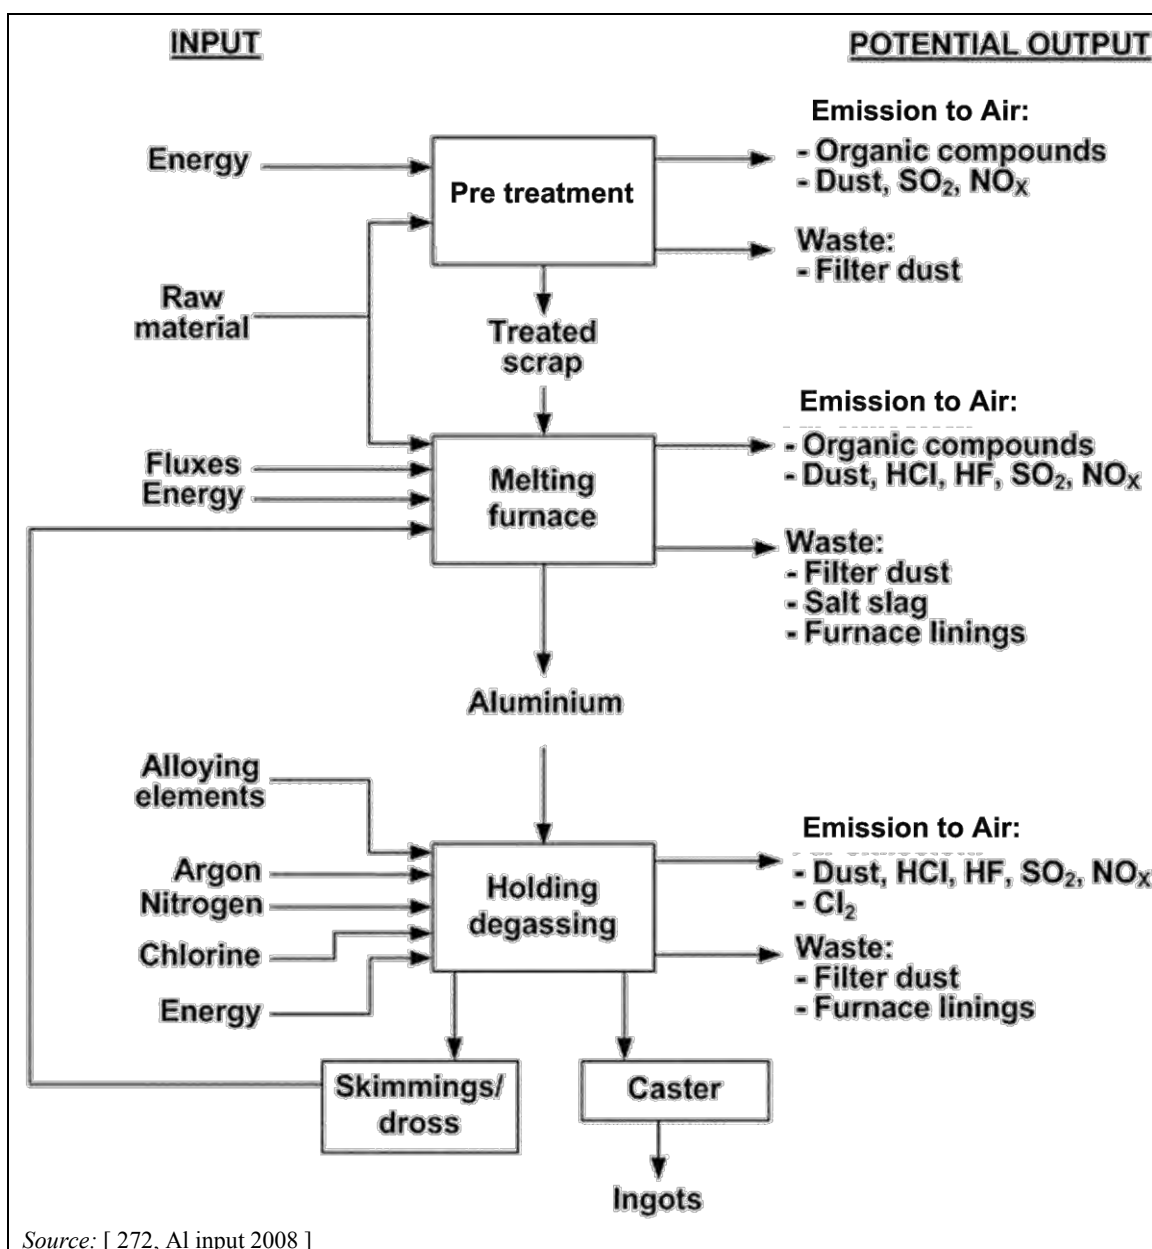 INPUT
POTENTIAL OUTPUT
Emission to Air:
Energy
- Organic compounds
- Dust, SO₂, NOₓ
Pre treatment
Waste:
- Filter dust
Raw
material
Treated
scrap
Emission to Air:
- Organic compounds
- Dust, HCl, HF, SO₂, NOₓ
Fluxes
Energy
Melting
furnace
Waste:
- Filter dust
- Salt slag
- Furnace linings
Aluminium
Alloying
elements
Emission to Air:
Argon
Nitrogen
Chlorine
Energy
Holding
degassing
- Dust, HCl, HF, SO₂, NOₓ
- Cl₂
Waste:
- Filter dust
- Furnace linings
Skimmings/
dross
Caster
Ingots
Source: [ 272, Al input 2008 ]